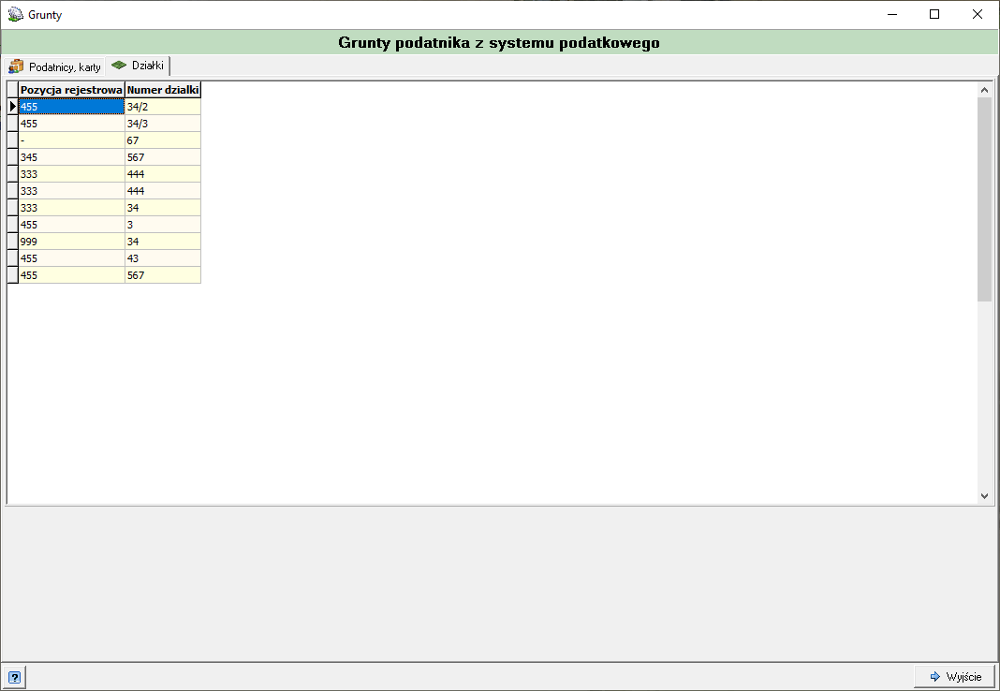 Grunty
Grunty podatnika z systemu podatkowego
Podatnicy, karty Działki
Pozycja rejestrowa Numer dzialki
455 34/2
455 34/3
- 67
345 567
333 444
333 444
333 34
455 3
999 34
455 43
455 567
? Wyjście